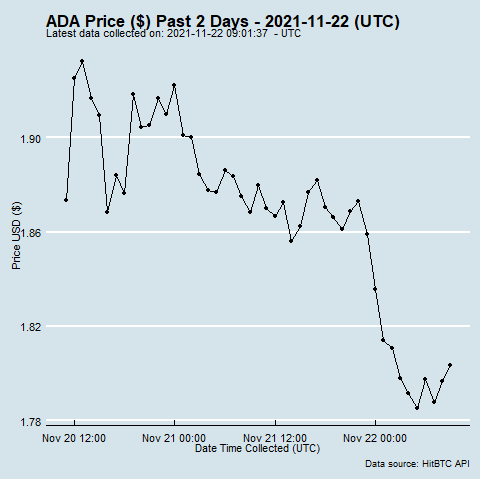 ADA Price ($) Past 2 Days - 2021-11-22 (UTC)
Latest data collected on: 2021-11-22 09:01:37 - UTC
Price USD ($)
1.90
1.86
1.82
1.78
Nov 20 12:00
Nov 21 00:00
Nov 21 12:00
Nov 22 00:00
Date Time Collected (UTC)
Data source: HitBTC API